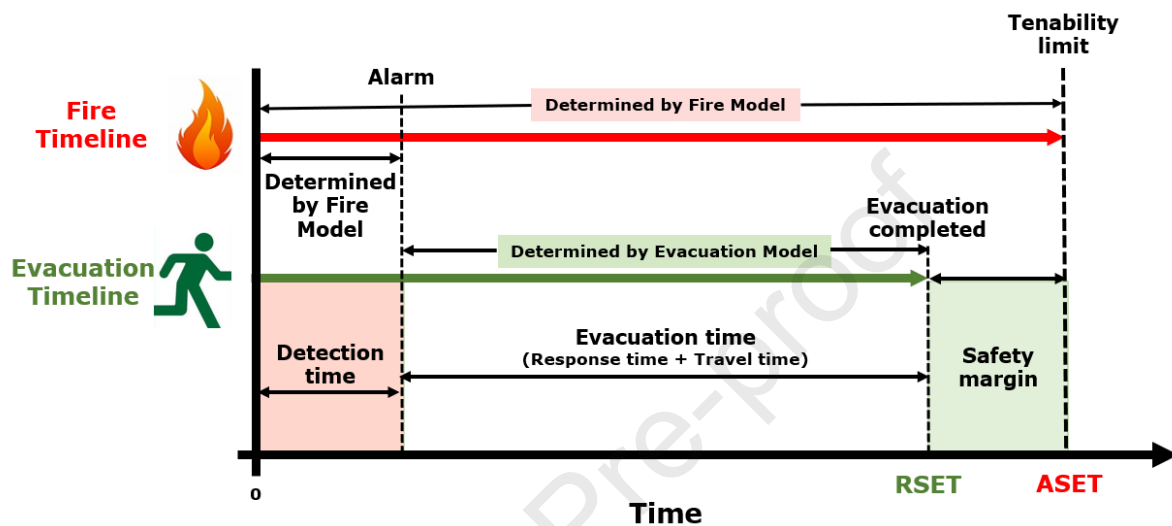 Tenability
limit
Alarm
Determined by Fire Model
Fire
Timeline
Determined
by Fire
Model
Evacuation
completed
Determined by Evacuation Model
Evacuation
Timeline
Detection
time
Evacuation time
(Response time + Travel time)
Safety
margin
0
RSET
ASET
Time
Pre-proof